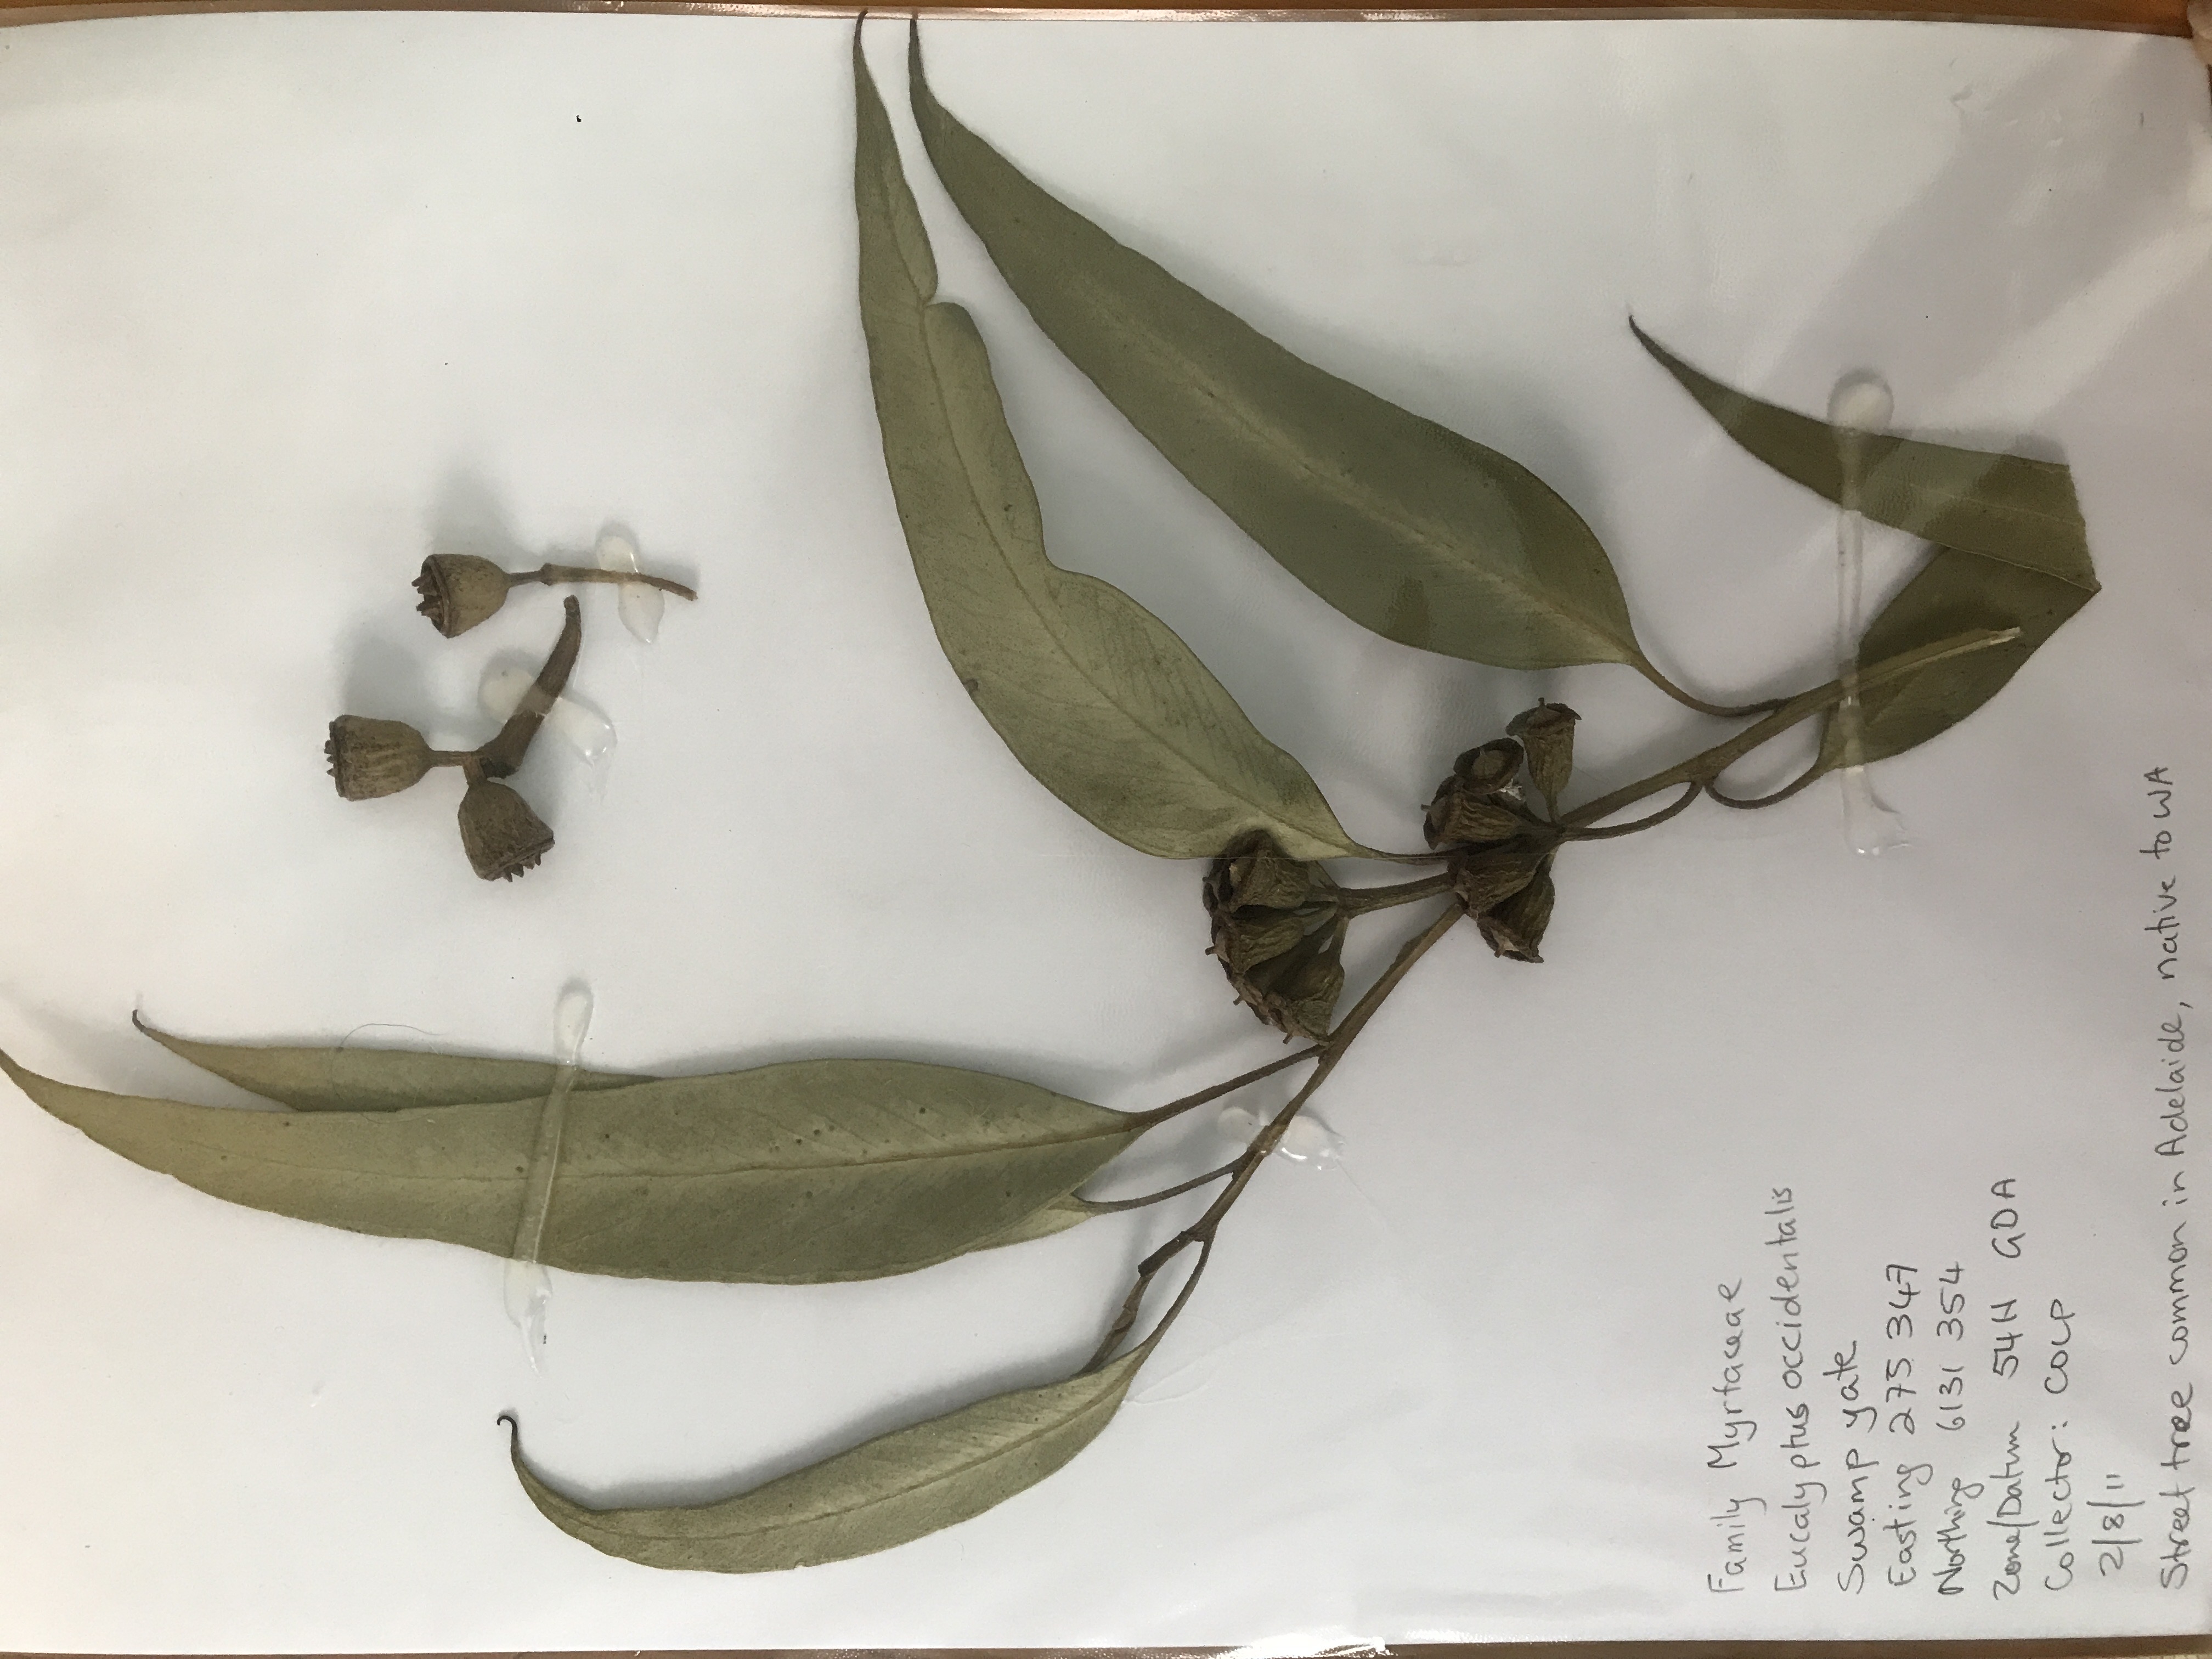 Family Myrtaceae
Eucalyptus occidentalis
Swamp yate
Easting 275 347
Northing 6131 354
Zone/Datum 54H GDA
Collector: COLP
2/8/11
Street tree common in Adelaide, native to WA